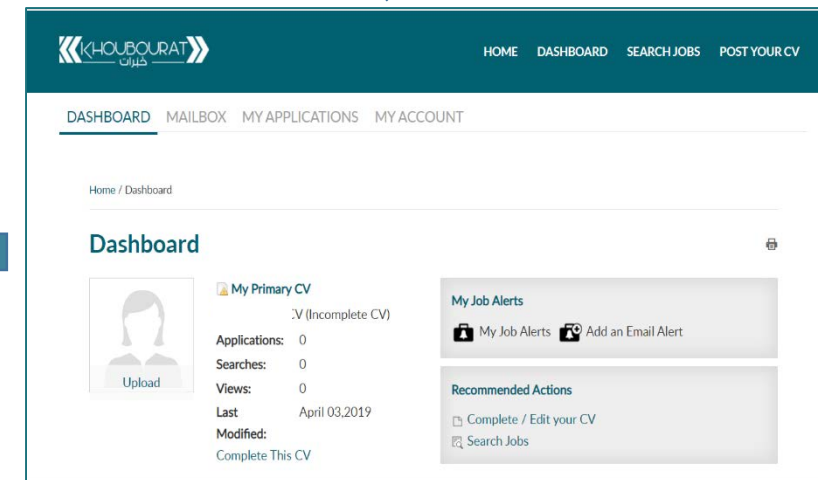 KHOUBOURAT
خبرات
HOME DASHBOARD SEARCH JOBS POST YOUR CV
DASHBOARD MAILBOX MY APPLICATIONS MY ACCOUNT
Home / Dashboard
Dashboard
Upload
My Primary CV
(Incomplete CV)
Applications: 0
Searches: 0
Views: 0
Last Modified: April 03,2019
Complete This CV
My Job Alerts
My Job Alerts Add an Email Alert
Recommended Actions
Complete / Edit your CV
Search Jobs